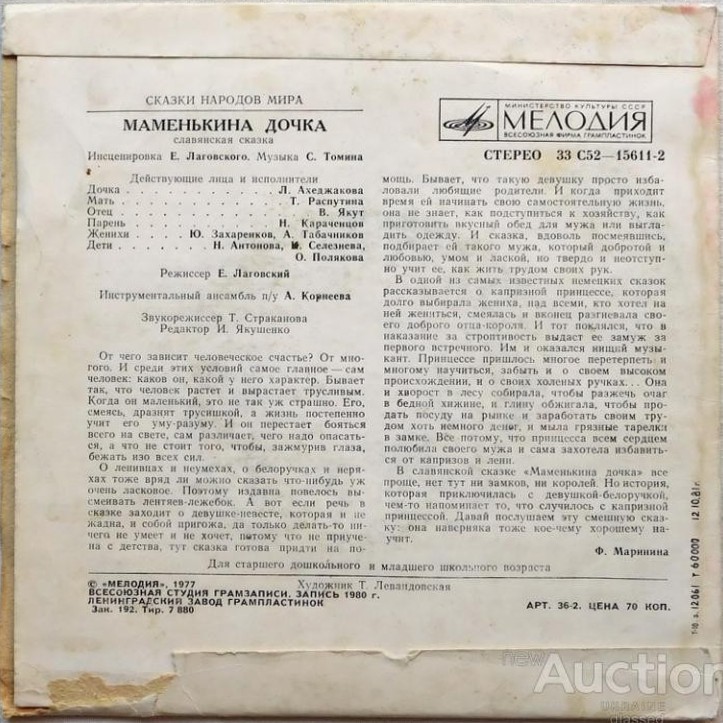 СКАЗКИ НАРОДОВ МИРА
МАМЕНЬКИНА ДОЧКА
славянская сказка
Инсценировка Е. Лаговского. Музыка С. Томина
Действующие лица и исполнители
Дочка . . . . . . . . . . . . Л. Ахеджакова
Мать . . . . . . . . . . . . Т. Распутина
Отец . . . . . . . . . . . . В. Якут
Парень . . . . . . . . . . . Н. Караченцов
Женихи . . . . Ю. Захаренков, А. Табачников
Дети . . . . . Н. Антонова, И. Селезнева,
О. Полякова
Режиссер Е. Лаговский
Инструментальный ансамбль п/у А. Корнеева
Звукорежиссер Т. Страканова
Редактор И. Якушенко
От чего зависит человеческое счастье? От мно-
гого. И среди этих условий самое главное — сам
человек: каков он, какой у него характер. Бывает
так, что человек растет и вырастает трусливым.
Когда он маленький, это не так уж страшно. Его,
смеясь, дразнят трусишкой, а жизнь постепенно
учит его уму-разуму. И он перестает бояться
всего на свете, сам различает, чего надо опасать-
ся, а что не стоит того, чтобы, зажмурив глаза,
бежать изо всех сил.
О ленивцах и неумехах, о белоручках и неря-
хах тоже вряд ли можно сказать что-нибудь уж
очень ласковое. Поэтому издавна повелось вы-
смеивать лентяев-лежебок. А вот если речь в
сказке заходит о девушке-невесте, которая и не
жадна, и собой пригожа, да только делать-то ни-
чего не умеет и не хочет, потому что не приуче-
на с детства, тут сказка готова придти на по-
МИНИСТЕРСТВО КУЛЬТУРЫ СССР
МЕЛОДИЯ
ВСЕСОЮЗНАЯ ФИРМА ГРАМПЛАСТИНОК
СТЕРЕО 33 С52—15611-2
мощь. Бывает, что такую девушку просто изба-
ловали любящие родители. И когда приходит
время ей начинать свою самостоятельную жизнь,
она не знает, как подступиться к хозяйству, как
приготовить вкусный обед для мужа или выгла-
дить одежду. И сказка, вдоволь посмеявшись,
подбирает ей такого мужа, который добротой и
любовью, умом и лаской, но твердо и неотступ-
но учит ее, как жить трудом своих рук.
В одной из самых известных немецких сказок
рассказывается о капризной принцессе, которая
долго выбирала жениха, над всеми, кто хотел на
ней жениться, смеялась и вконец разгневала сво-
его доброго отца-короля. И тот поклялся, что в
наказание за строптивость выдаст ее замуж за
первого встречного. Им и оказался нищий музы-
кант. Принцессе пришлось многое перетерпеть и
многому научиться, забыть и о своем высоком
происхождении, и о своих холеных ручках... Она
и хворост в лесу собирала, чтобы разжечь очаг
в бедной хижине, и глину обжигала, чтобы про-
дать посуду на рынке и заработать своим тру-
дом хоть немного денег, и мыла грязные тарелки
в замке. Все потому, что принцесса всем сердцем
полюбила своего мужа и сама захотела избавить-
ся от капризов и лени.
В славянской сказке «Маменькина дочка» все
проще, нет тут ни замков, ни королей. Но история,
которая приключилась с девушкой-белоручкой,
чем-то напоминает то, что случилось с капризной
принцессой. Давай послушаем эту смешную сказ-
ку: она наверняка тоже кое-чему хорошему на-
учит.
Ф. Маринина
Для старшего дошкольного и младшего школьного возраста
© «МЕЛОДИЯ», 1977 Художник Т. Левандовская
ВСЕСОЮЗНАЯ СТУДИЯ ГРАМЗАПИСИ. ЗАПИСЬ 1980 г.
ЛЕНИНГРАДСКИЙ ЗАВОД ГРАМПЛАСТИНОК
Зак. 192. Тир. 7 880
АРТ. 36-2. ЦЕНА 70 КОП.
12061 Т 60000 12.10.81г.
new
Auction
UKRAINE